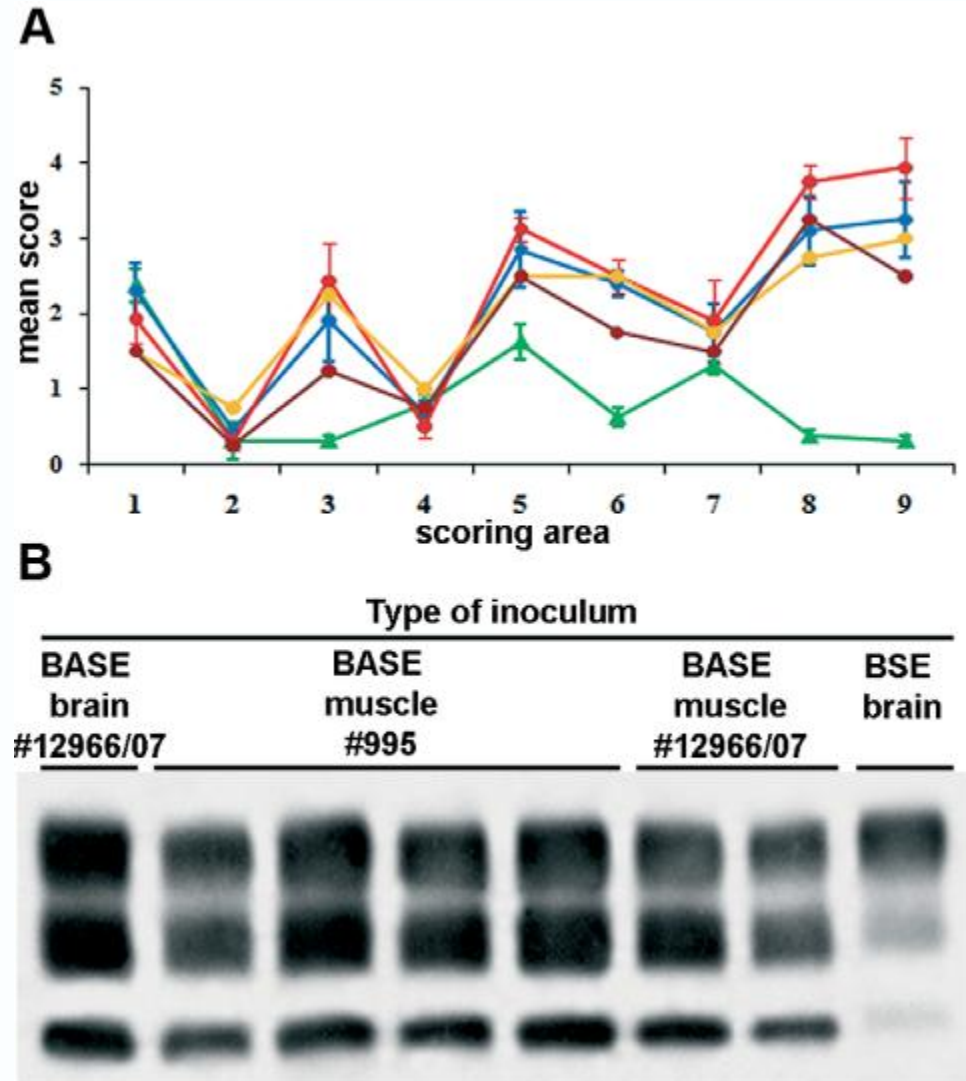 A
5
4
3
2
1
0
mean score
1 2 3 4 5 6 7 8 9
scoring area
B
Type of inoculum
BASE
brain
#12966/07
BASE
muscle
#995
BASE
muscle
#12966/07
BSE
brain